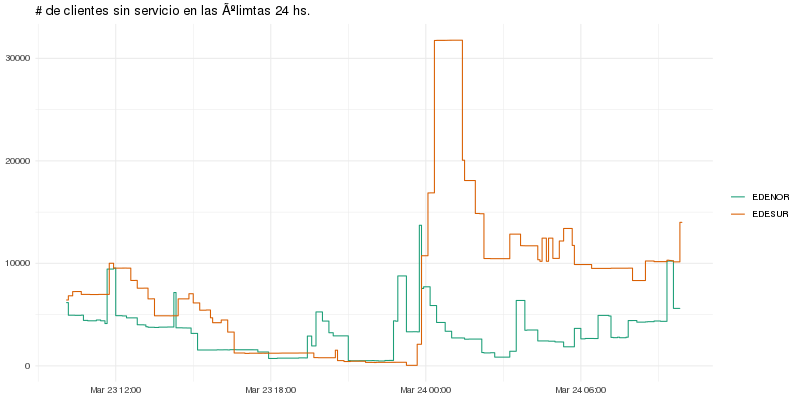 # de clientes sin servicio en las Ãºlimtas 24 hs.
30000
20000
10000
0
Mar 23 12:00
Mar 23 18:00
Mar 24 00:00
Mar 24 06:00
EDENOR
EDESUR